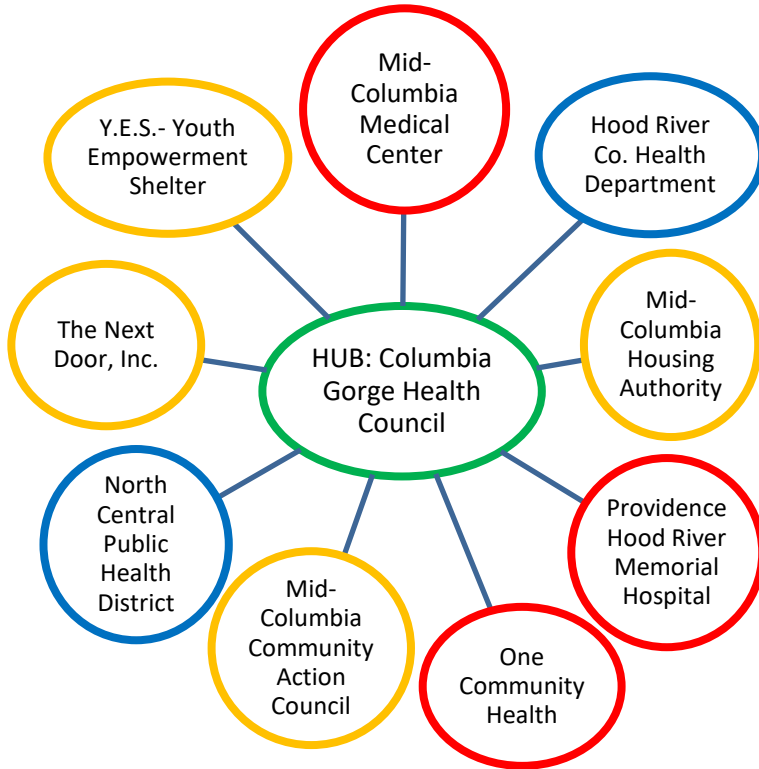 Mid-
Columbia
Medical
Center
Y.E.S.- Youth
Empowerment
Shelter
Hood River
Co. Health
Department
The Next
Door, Inc.
HUB: Columbia
Gorge Health
Council
Mid-
Columbia
Housing
Authority
North
Central
Public
Health
District
Mid-
Columbia
Community
Action
Council
One
Community
Health
Providence
Hood River
Memorial
Hospital